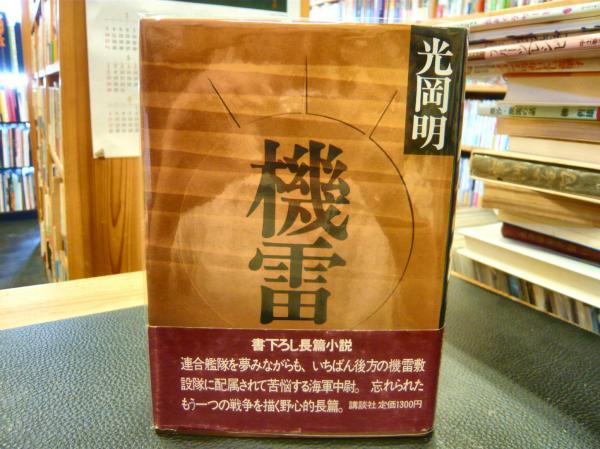 光岡明
機雷
書下ろし長篇小説
連合艦隊を夢みながらも、いちばん後方の機雷敷
設隊に配属されて苦悩する海軍中尉。忘れられた
もう一つの戦争を描く野心的長篇。講談社 定価1300円